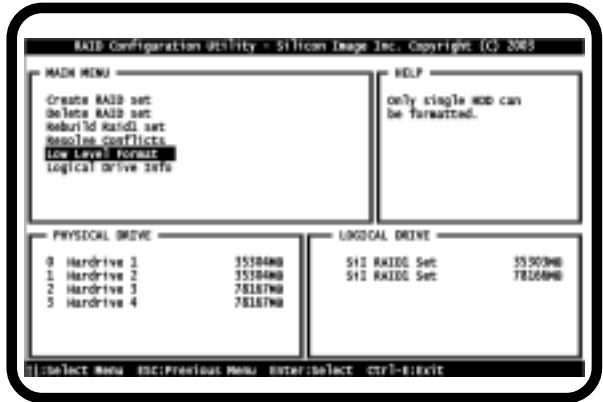 RAID Configuration Utility - Silicon Image Inc. Copyright (C) 2003
MAIN MENU
Create RAID set
Delete RAID set
Rebuild Raid1 set
Resolve Conflicts
Low Level Format
Logical Drive Info
HELP
Only single HDD can
be formatted.
PHYSICAL DRIVE
0 Hardrive 1 35304MB
1 Hardrive 2 35304MB
2 Hardrive 3 78167MB
3 Hardrive 4 78167MB
LOGICAL DRIVE
SiI RAID1 Set 35303MB
SiI RAID1 Set 78166MB
:Select Menu ESC:Previous Menu Enter:Select Ctrl-E:Exit